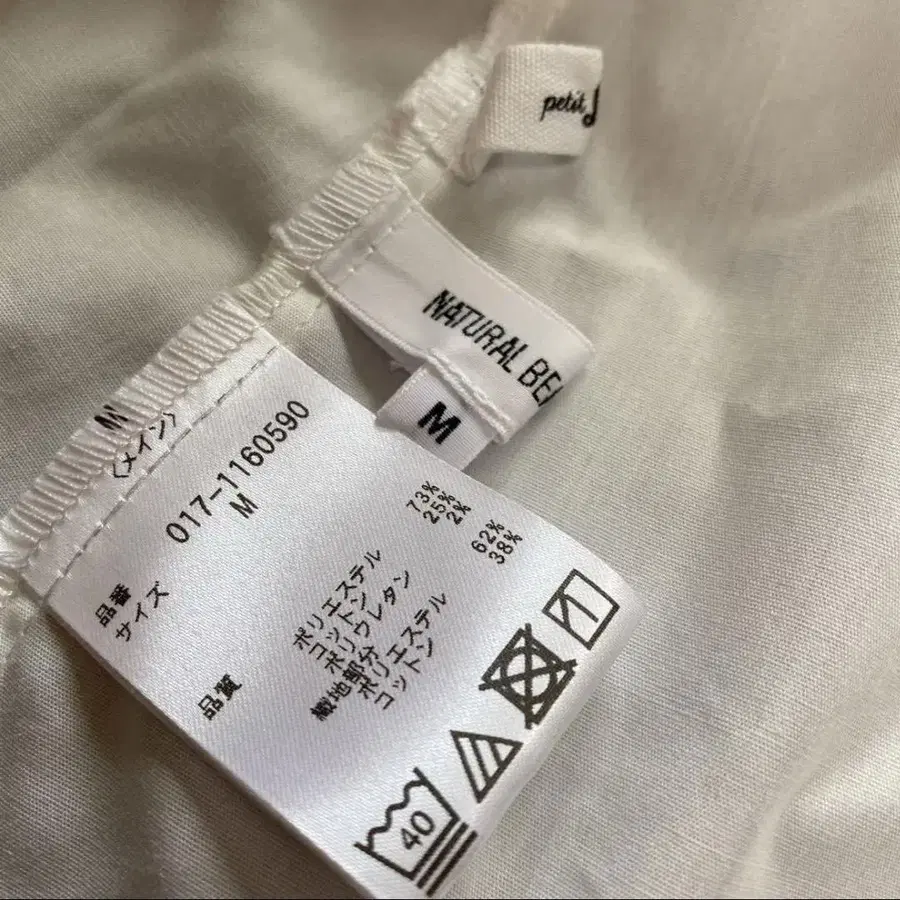 petit
NATURAL BEA
M
M
〈メイン〉
品番 017-1160590
サイズ M
品質 ポリエステル 73%
コットン 25%
ポリウレタン 2%
織地部分
ポリエステル 62%
コットン 38%
40